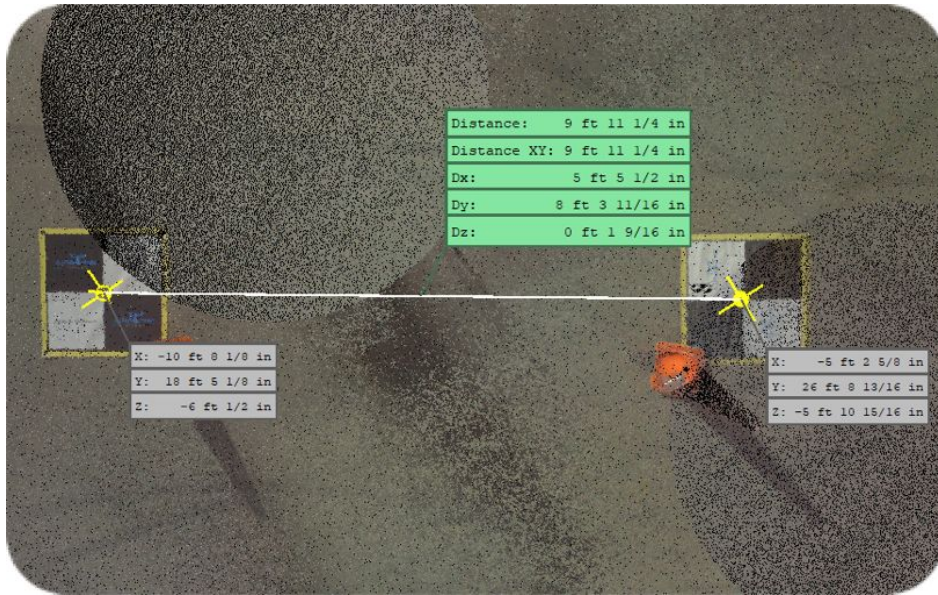 Distance: 9 ft 11 1/4 in
Distance XY: 9 ft 11 1/4 in
Dx: 5 ft 5 1/2 in
Dy: 8 ft 3 11/16 in
Dz: 0 ft 1 9/16 in
X: -10 ft 8 1/8 in
Y: 18 ft 5 1/8 in
Z: -6 ft 1/2 in
X: -5 ft 2 5/8 in
Y: 26 ft 8 13/16 in
Z: -5 ft 10 15/16 in